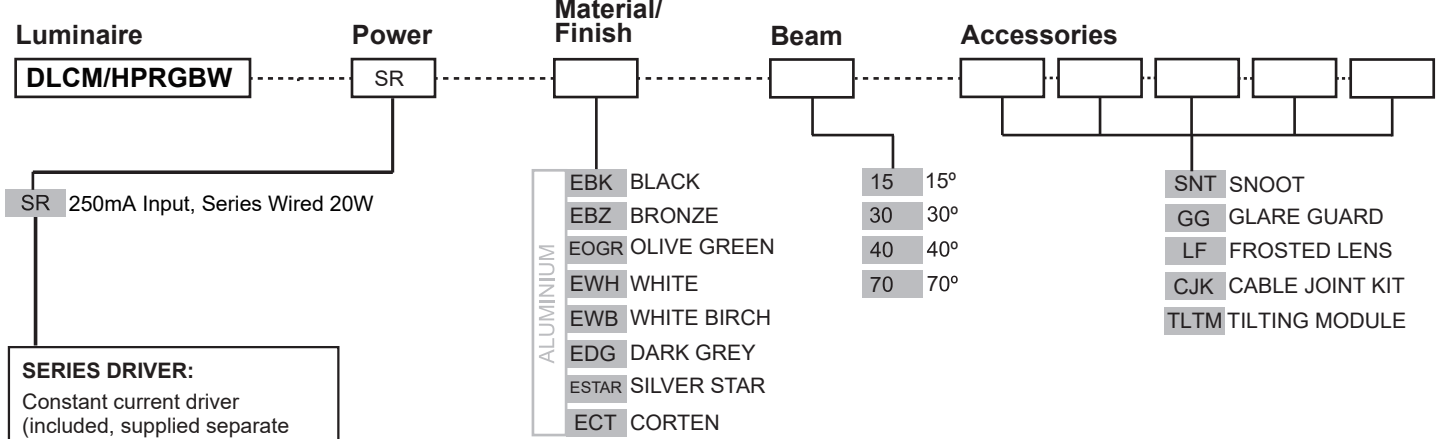 Luminaire
Power
Material/
Finish
Beam
Accessories
DLCM/HPRGBW
SR
SR 250mA Input, Series Wired 20W
SERIES DRIVER:
Constant current driver
(included, supplied separate
ALUMINIUM
EBK BLACK
EBZ BRONZE
EOGR OLIVE GREEN
EWH WHITE
EWB WHITE BIRCH
EDG DARK GREY
ESTAR SILVER STAR
ECT CORTEN
15 15º
30 30º
40 40º
70 70º
SNT SNOOT
GG GLARE GUARD
LF FROSTED LENS
CJK CABLE JOINT KIT
TLTM TILTING MODULE